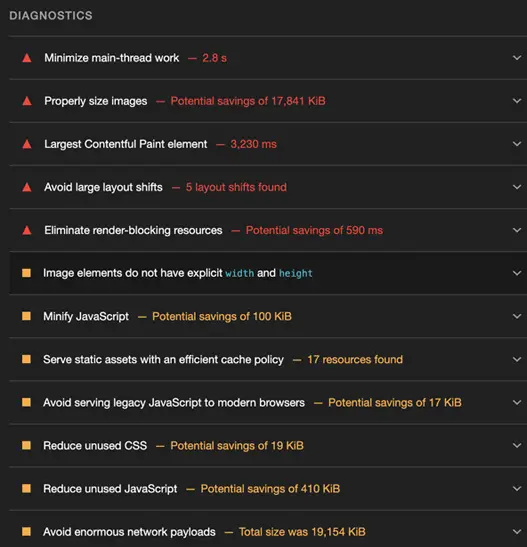 DIAGNOSTICS
Minimize main-thread work — 2.8 s
Properly size images — Potential savings of 17,841 KiB
Largest Contentful Paint element — 3,230 ms
Avoid large layout shifts — 5 layout shifts found
Eliminate render-blocking resources — Potential savings of 590 ms
Image elements do not have explicit width and height
Minify JavaScript — Potential savings of 100 KiB
Serve static assets with an efficient cache policy — 17 resources found
Avoid serving legacy JavaScript to modern browsers — Potential savings of 17 KiB
Reduce unused CSS — Potential savings of 19 KiB
Reduce unused JavaScript — Potential savings of 410 KiB
Avoid enormous network payloads — Total size was 19,154 KiB